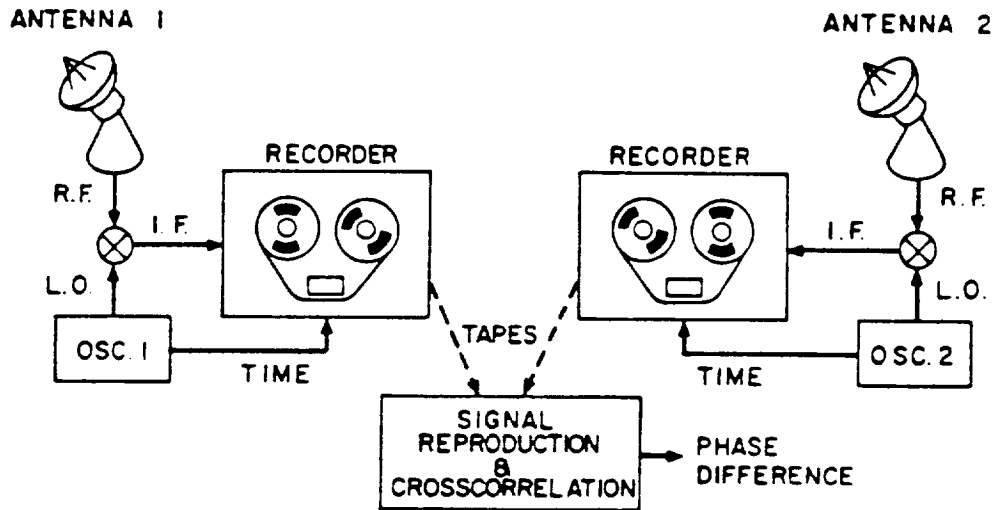 ANTENNA 1
ANTENNA 2
RECORDER
RECORDER
R.F.
R.F.
I.F.
I.F.
L.O.
L.O.
OSC. 1
TAPES
OSC. 2
TIME
TIME
SIGNAL
REPRODUCTION
&
CROSSCORRELATION
PHASE
DIFFERENCE